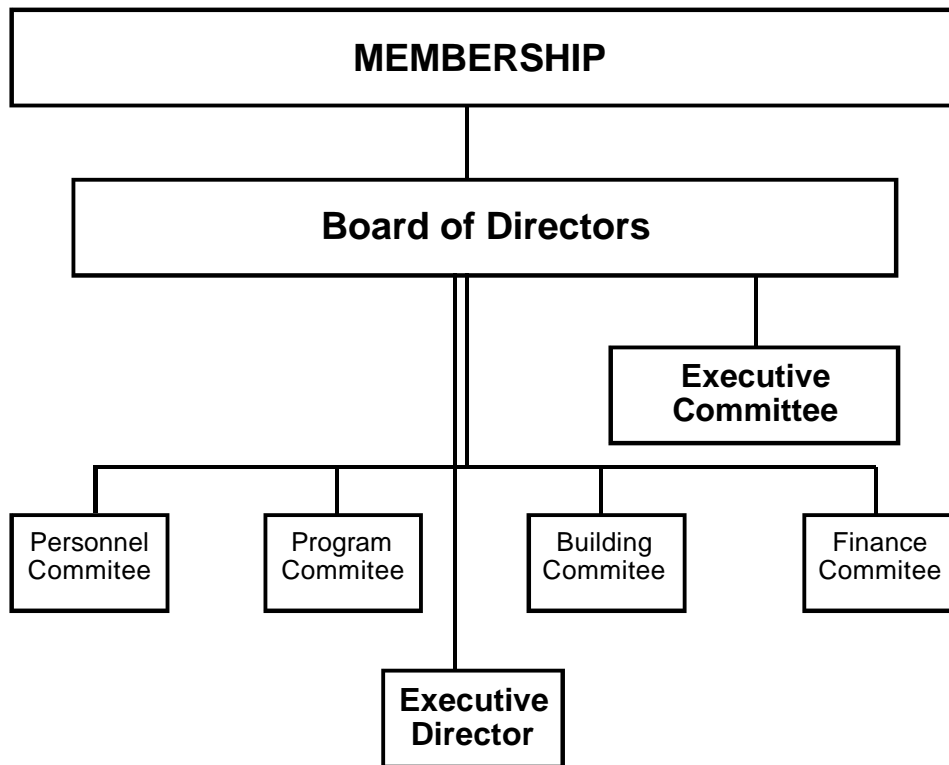 MEMBERSHIP
Board of Directors
Executive
Committee
Personnel
Commitee
Program
Commitee
Building
Commitee
Finance
Commitee
Executive
Director